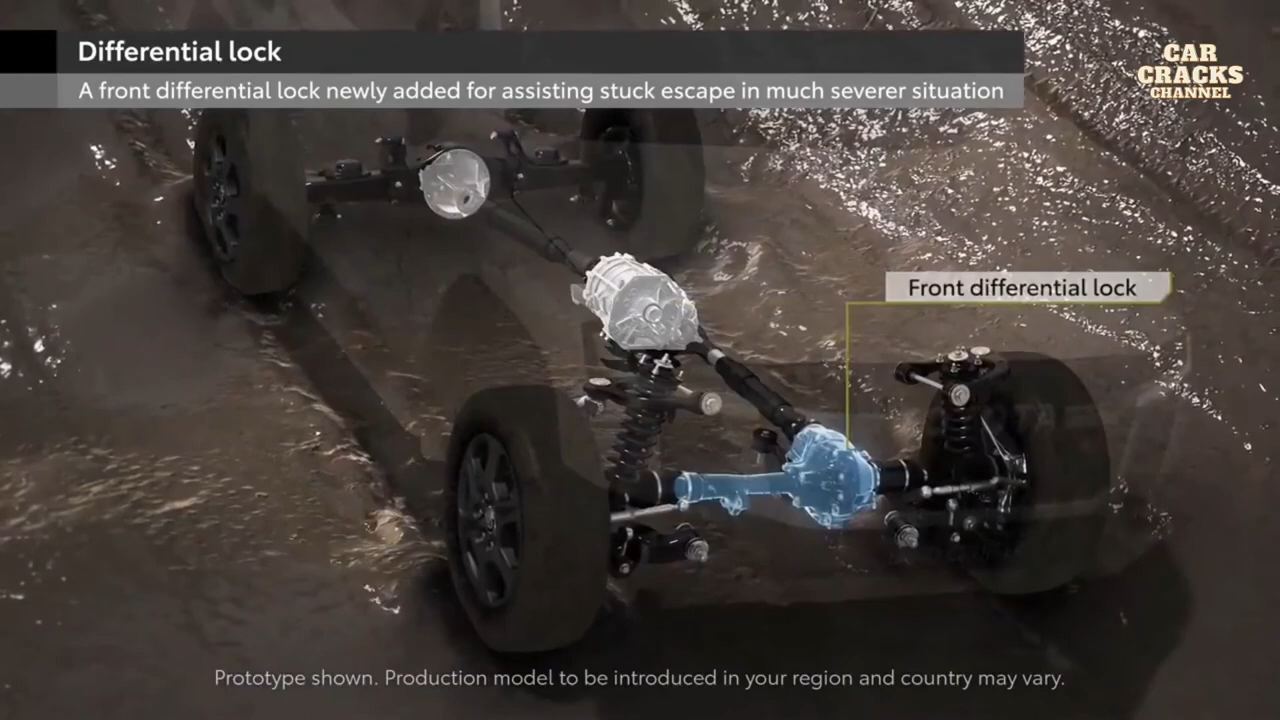 Differential lock
A front differential lock newly added for assisting stuck escape in much severer situation
CAR
CRACKS
CHANNEL
Front differential lock
Prototype shown. Production model to be introduced in your region and country may vary.